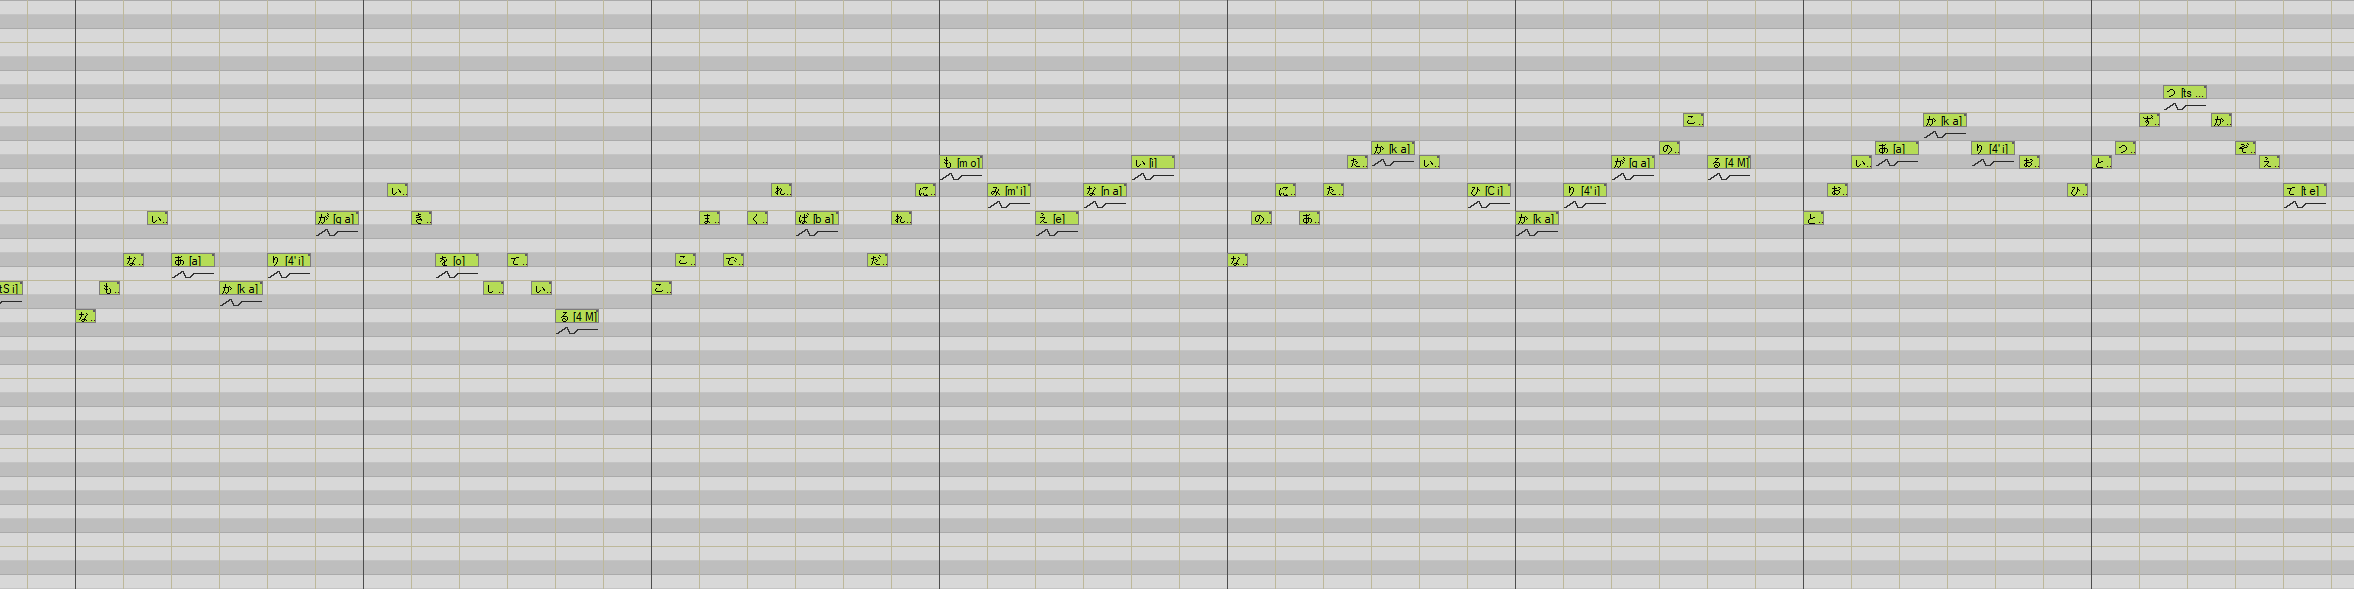 tS i]
な..
も..
な..
い..
あ [a]
か [k a]
り [4' i]
が [g a]
い..
き..
を [o]
し..
て..
い..
る [4 M]
こ..
こ..
ま..
で..
く..
れ..
ば [b a]
だ..
れ..
に..
も [m o]
み [m' i]
え [e]
な [n a]
い [i]
な..
の..
に..
あ..
た..
た..
か [k a]
い..
ひ [C i]
か [k a]
り [4' i]
が [g a]
の..
こ..
る [4 M]
と..
お..
い..
あ [a]
か [k a]
り [4' i]
お..
ひ..
と..
つ..
ず..
つ [ts ...
か..
ぞ..
え..
て [t e]